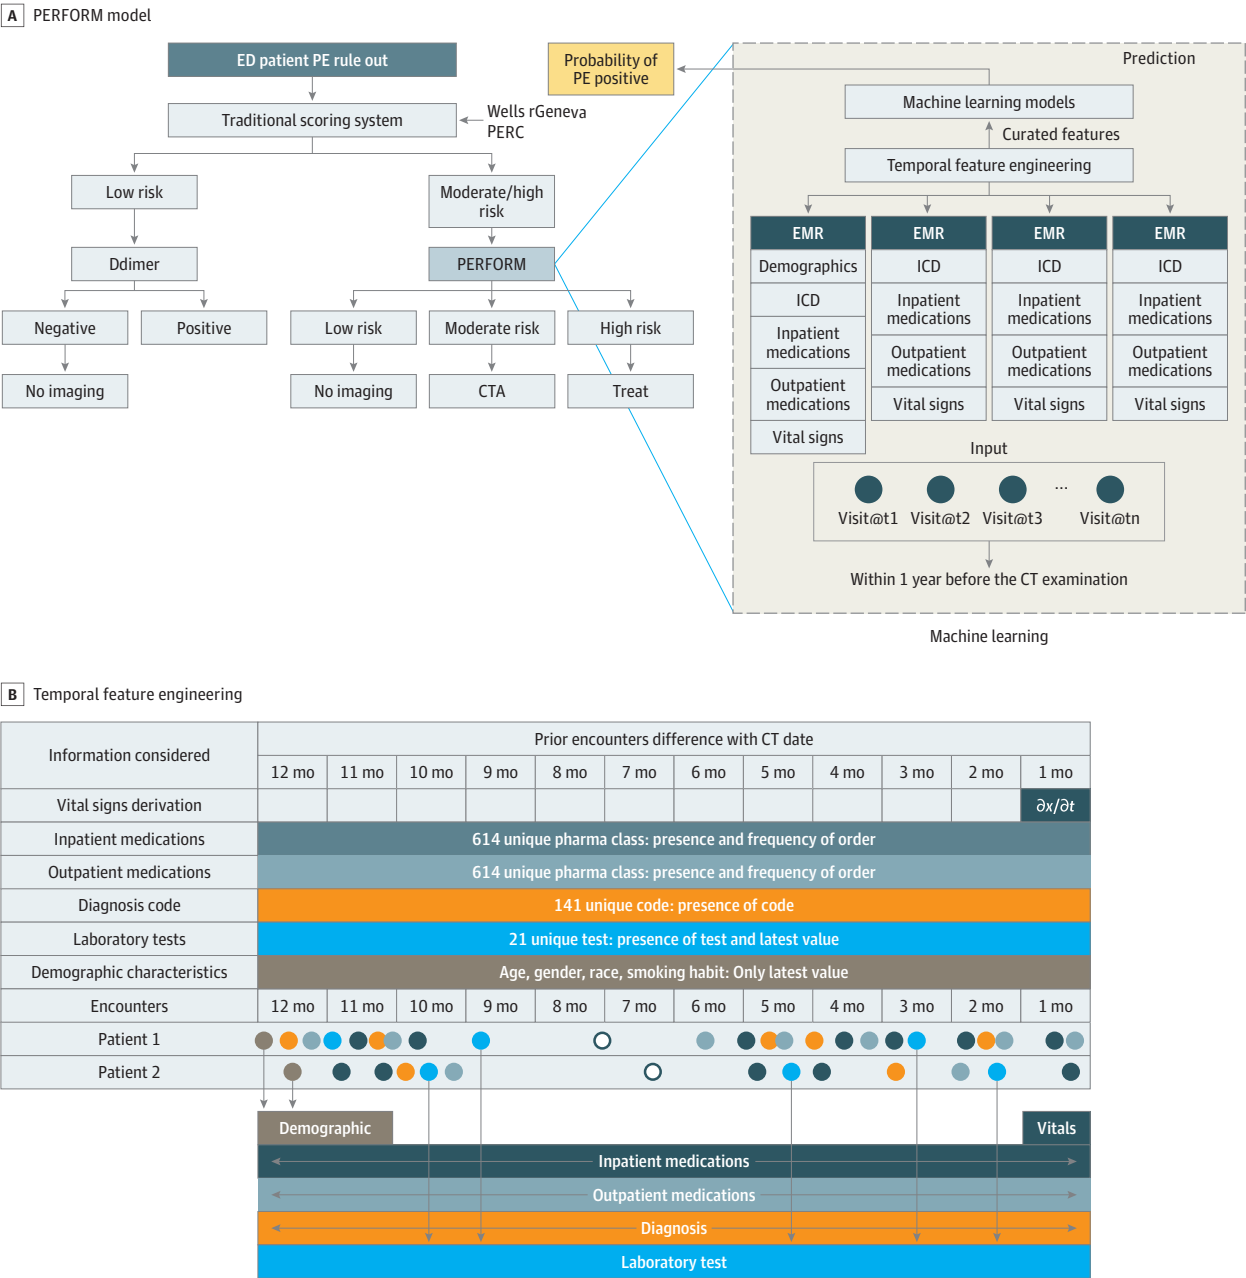 A PERFORM model
ED patient PE rule out
Traditional scoring system
Wells rGeneva
PERC
Low risk
Moderate/high
risk
Ddimer
PERFORM
Negative
Positive
Low risk
Moderate risk
High risk
No imaging
No imaging
CTA
Treat
Probability of
PE positive
Prediction
Machine learning models
Curated features
Temporal feature engineering
EMR
Demographics
ICD
Inpatient
medications
Outpatient
medications
Vital signs
EMR
ICD
Inpatient
medications
Outpatient
medications
Vital signs
EMR
ICD
Inpatient
medications
Outpatient
medications
Vital signs
EMR
ICD
Inpatient
medications
Outpatient
medications
Vital signs
Input
...
Visit@t1 Visit@t2 Visit@t3 Visit@tn
Within 1 year before the CT examination
Machine learning
B Temporal feature engineering
Information considered
Prior encounters difference with CT date
12 mo 11 mo 10 mo 9 mo 8 mo 7 mo 6 mo 5 mo 4 mo 3 mo 2 mo 1 mo
Vital signs derivation ∂x/∂t
Inpatient medications 614 unique pharma class: presence and frequency of order
Outpatient medications 614 unique pharma class: presence and frequency of order
Diagnosis code 141 unique code: presence of code
Laboratory tests 21 unique test: presence of test and latest value
Demographic characteristics Age, gender, race, smoking habit: Only latest value
Encounters 12 mo 11 mo 10 mo 9 mo 8 mo 7 mo 6 mo 5 mo 4 mo 3 mo 2 mo 1 mo
Patient 1
Patient 2
Demographic Vitals
Inpatient medications
Outpatient medications
Diagnosis
Laboratory test